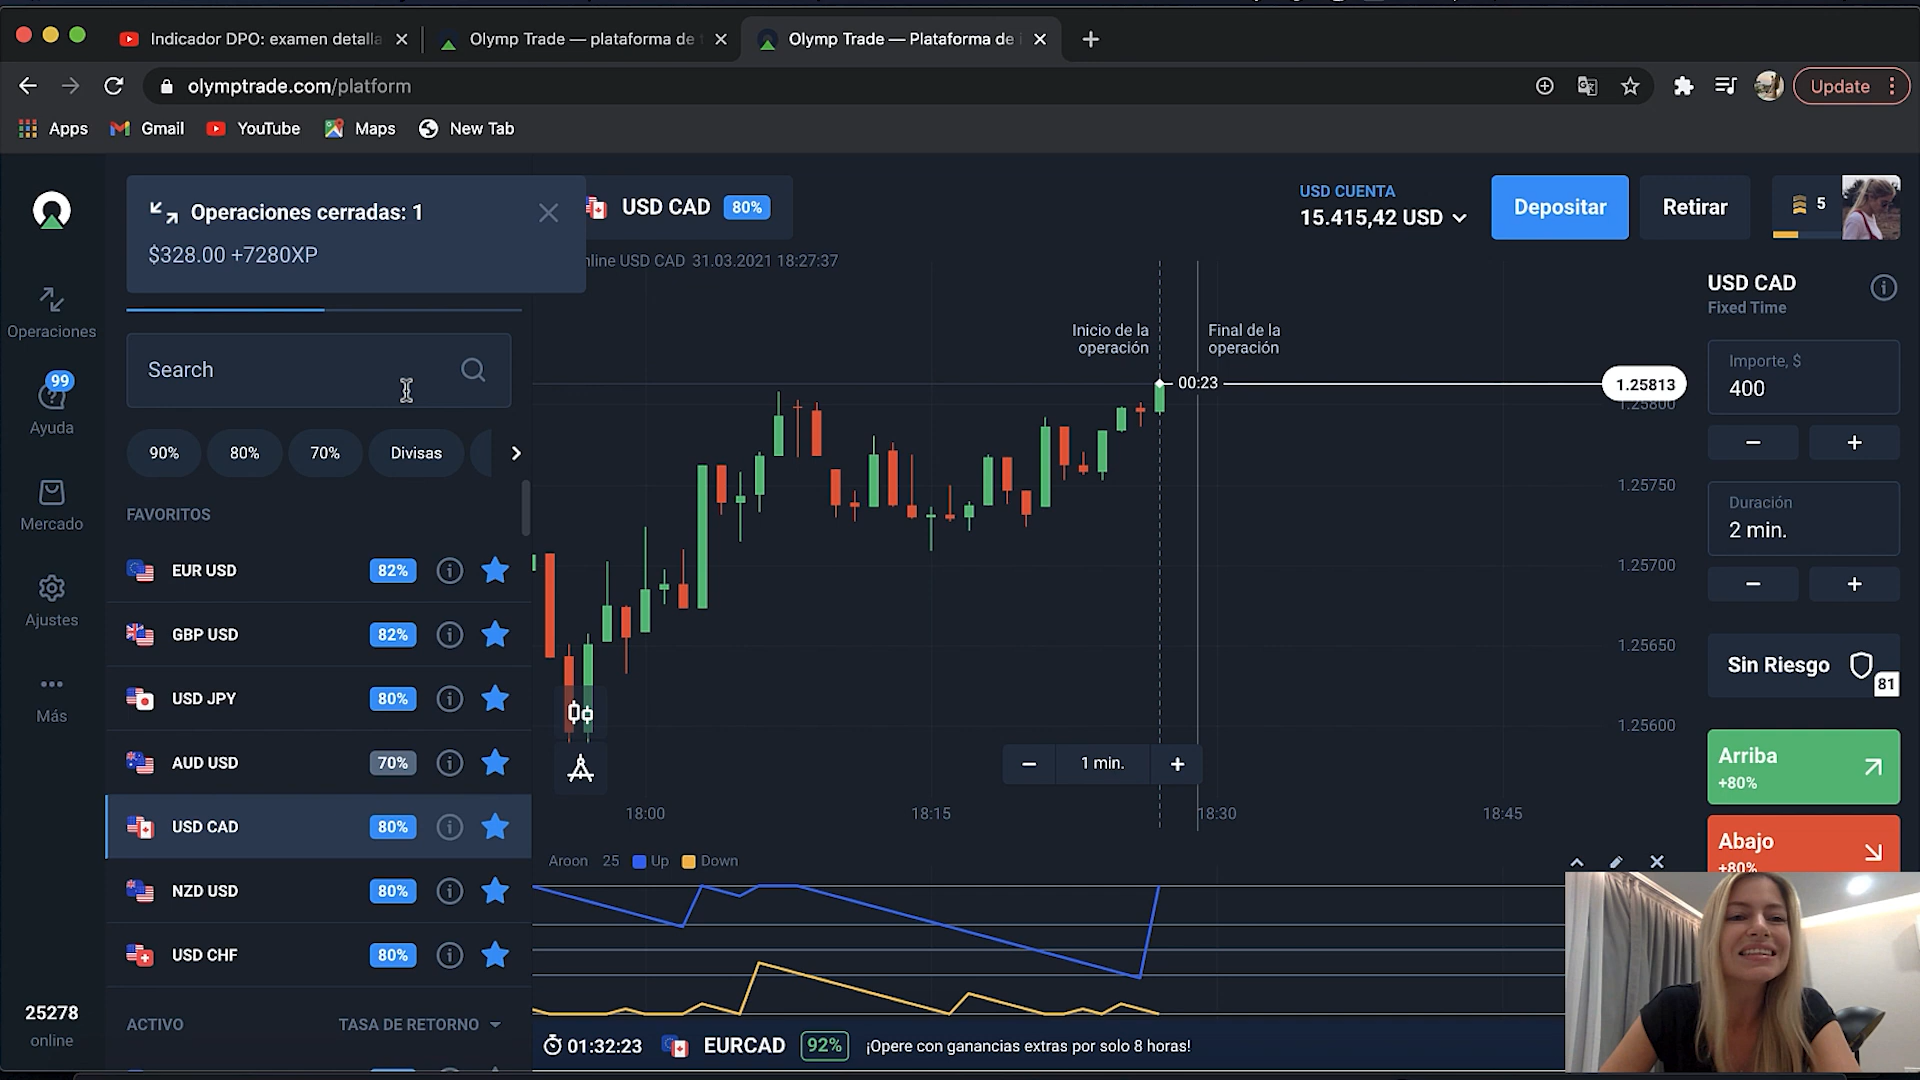 Indicador DPO: examen detalla
Olymp Trade — plataforma de
Olymp Trade — Plataforma de
olymptrade.com/platform
Update
Apps
Gmail
YouTube
Maps
New Tab
Operaciones cerradas: 1
$328.00 +7280XP
USD CAD 80%
USD CUENTA
15.415,42 USD
Depositar
Retirar
5
nline USD CAD 31.03.2021 18:27:37
Operaciones
99
Ayuda
Mercado
Ajustes
Más
25278
online
Search
90%
80%
70%
Divisas
FAVORITOS
EUR USD 82%
GBP USD 82%
USD JPY 80%
AUD USD 70%
USD CAD 80%
NZD USD 80%
USD CHF 80%
ACTIVO
TASA DE RETORNO
Inicio de la
operación
Final de la
operación
00:23
1.25813
1.25800
1.25750
1.25700
1.25650
1.25600
1 min.
18:00
18:15
18:30
18:45
Aroon 25 Up Down
01:32:23
EURCAD 92%
¡Opere con ganancias extras por solo 8 horas!
USD CAD
Fixed Time
Importe, $
400
Duración
2 min.
Sin Riesgo
81
Arriba
+80%
Abajo
+80%